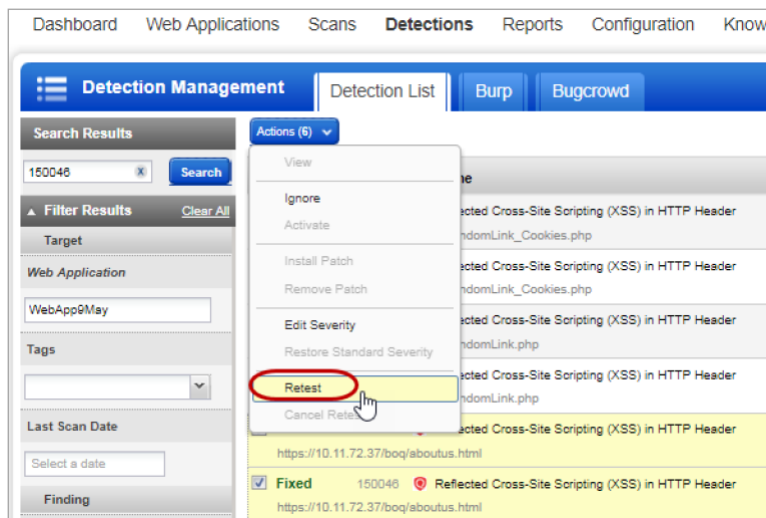 Dashboard Web Applications Scans Detections Reports Configuration Know
Detection Management Detection List Burp Bugcrowd
Search Results
150046 x Search
Filter Results Clear All
Target
Web Application
WebApp9May
Tags
Last Scan Date
Select a date
Finding
Actions (6)
View
Ignore
Activate
Install Patch
Remove Patch
Edit Severity
Restore Standard Severity
Retest
Cancel Retes
me
ected Cross-Site Scripting (XSS) in HTTP Header
ndomLink_Cookies.php
ected Cross-Site Scripting (XSS) in HTTP Header
ndomLink_Cookies.php
ected Cross-Site Scripting (XSS) in HTTP Header
ndomLink.php
ected Cross-Site Scripting (XSS) in HTTP Header
ndomLink.php
ected Cross-Site Scripting (XSS) in HTTP Header
https://10.11.72.37/boq/aboutus.html
Fixed 150046 Reflected Cross-Site Scripting (XSS) in HTTP Header
https://10.11.72.37/boq/aboutus.html